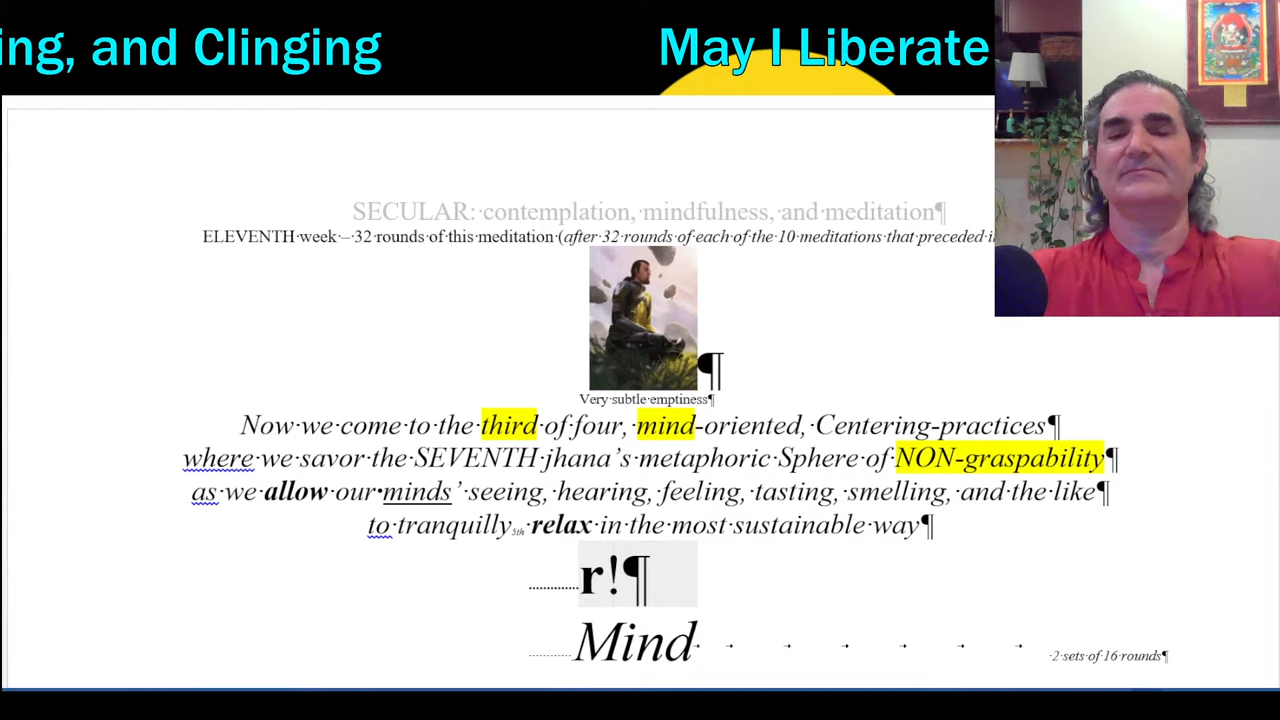 ing, and Clinging May I Liberate
SECULAR: contemplation, mindfulness, and meditation¶
ELEVENTH week – 32 rounds of this meditation (after 32 rounds of each of the 10 meditations that preceded
Very subtle emptiness¶
Now we come to the third of four, mind-oriented, Centering-practices¶
where we savor the SEVENTH jhana's metaphoric Sphere of NON-graspability¶
as we allow our minds' seeing, hearing, feeling, tasting, smelling, and the like¶
to tranquilly 5th relax in the most sustainable way¶
r!¶
Mind 2 sets of 16 rounds¶